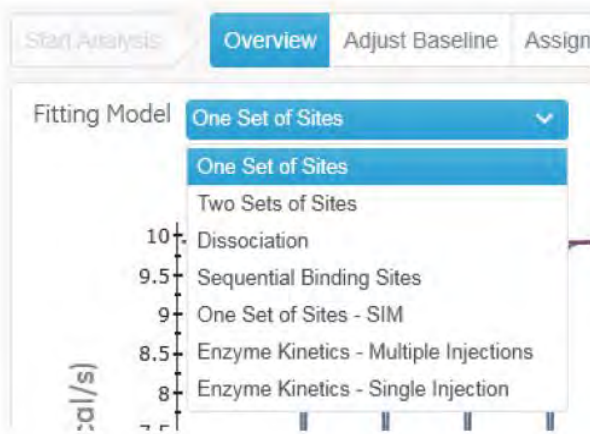 Start Analysis Overview Adjust Baseline Assign
Fitting Model One Set of Sites
One Set of Sites
Two Sets of Sites
10 Dissociation
9.5 Sequential Binding Sites
9 One Set of Sites - SIM
8.5 Enzyme Kinetics - Multiple Injections
8 Enzyme Kinetics - Single Injection
cal/s)